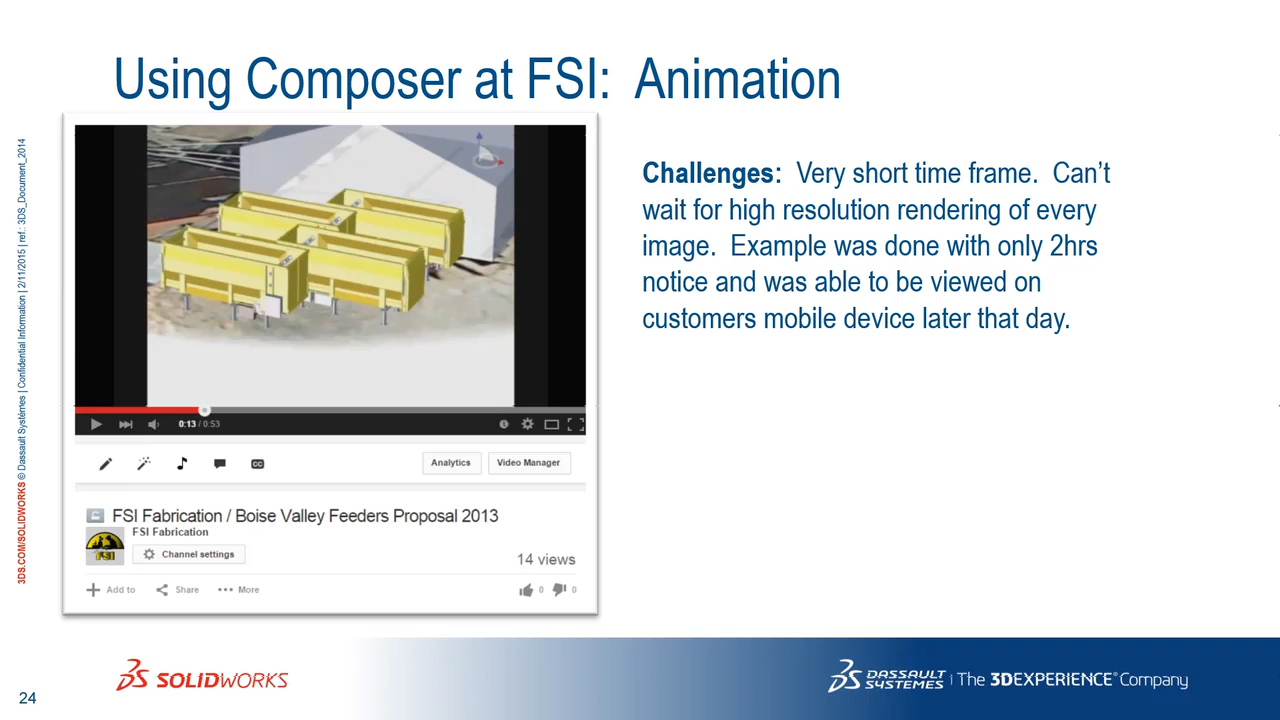 Using Composer at FSI: Animation
3DS.COM/SOLIDWORKS © Dassault Systèmes | Confidential Information | 2/11/2015 | ref.: 3DS_Document_2014
Challenges: Very short time frame. Can’t
wait for high resolution rendering of every
image. Example was done with only 2hrs
notice and was able to be viewed on
customers mobile device later that day.
0:13 / 0:53
CC
Analytics
Video Manager
FSI Fabrication / Boise Valley Feeders Proposal 2013
FSI
FSI Fabrication
Channel settings
14 views
Add to
Share
More
0
0
SOLIDWORKS
DASSAULT
SYSTEMES
The 3DEXPERIENCE® Company
24